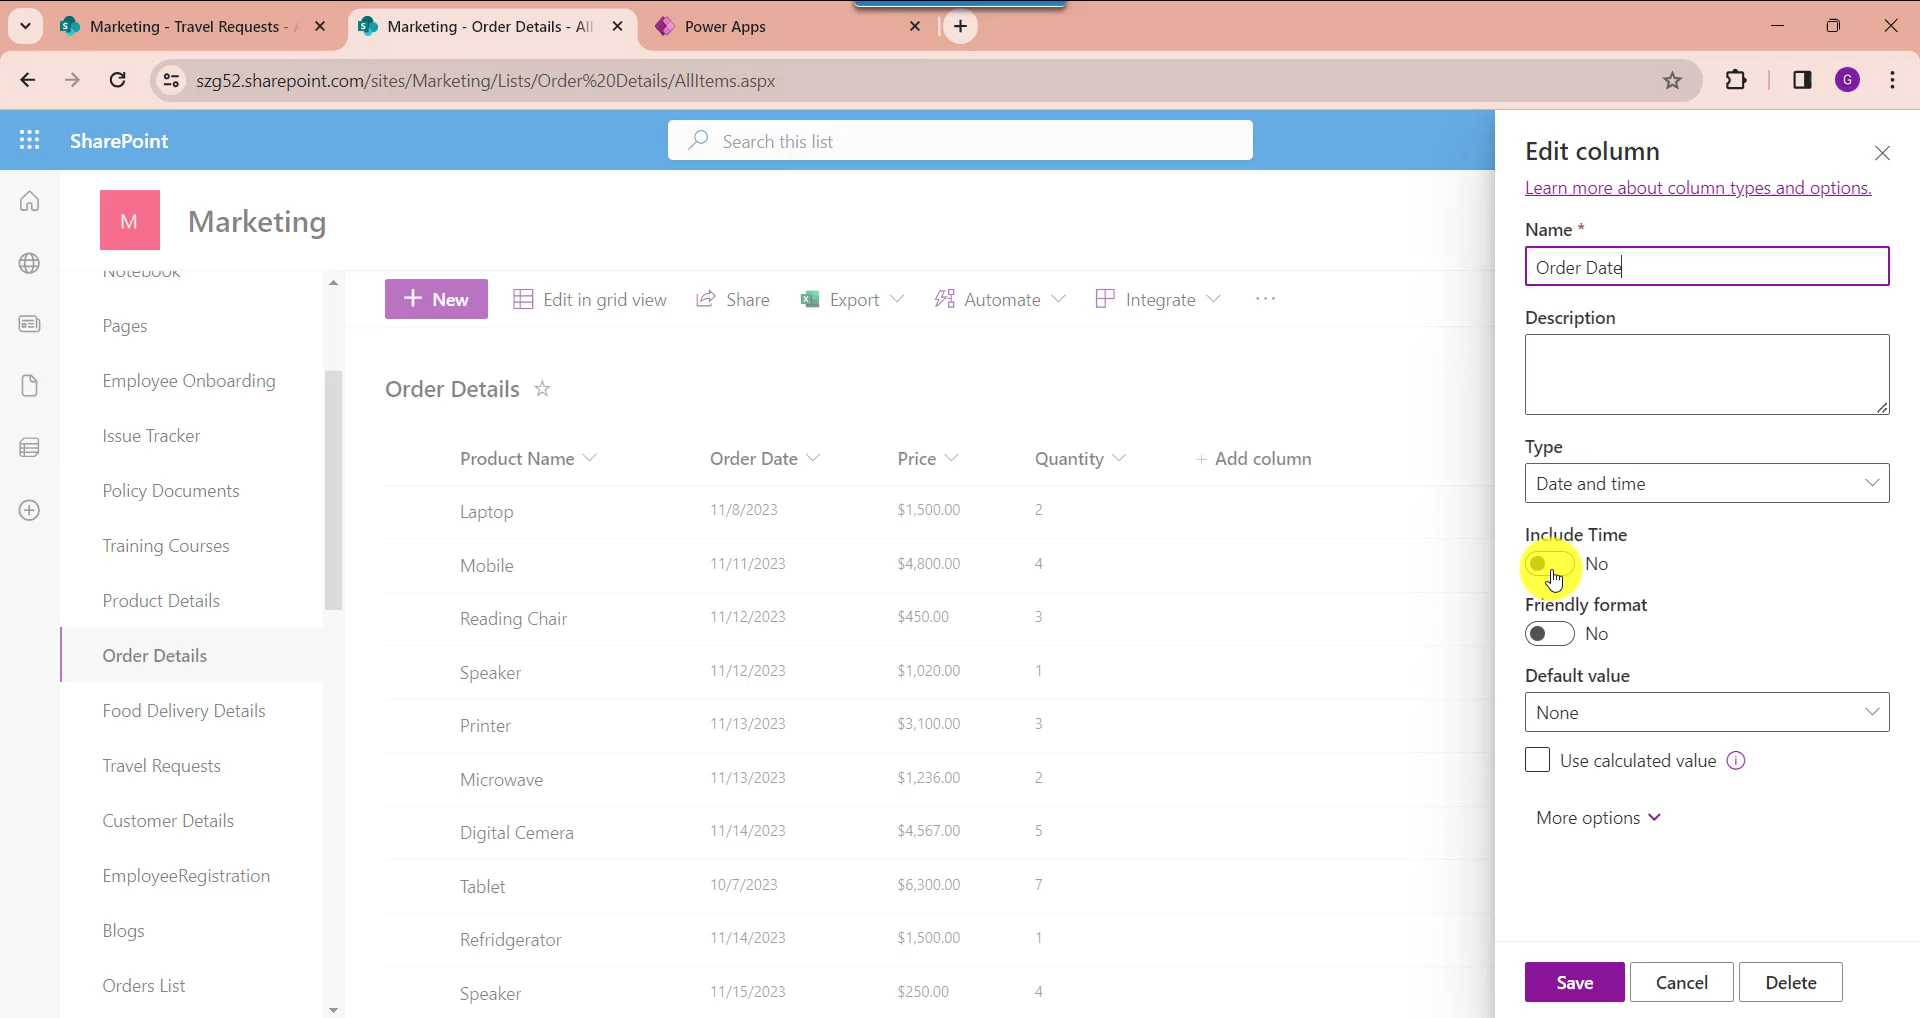 Marketing - Travel Requests - A
Marketing - Order Details - All
Power Apps
szg52.sharepoint.com/sites/Marketing/Lists/Order%20Details/AllItems.aspx
G
SharePoint
Search this list
M
Marketing
Notebook
Pages
Employee Onboarding
Issue Tracker
Policy Documents
Training Courses
Product Details
Order Details
Food Delivery Details
Travel Requests
Customer Details
EmployeeRegistration
Blogs
Orders List
+ New
Edit in grid view
Share
Export
Automate
Integrate
...
Order Details
Product Name Order Date Price Quantity + Add column
Laptop 11/8/2023 $1,500.00 2
Mobile 11/11/2023 $4,800.00 4
Reading Chair 11/12/2023 $450.00 3
Speaker 11/12/2023 $1,020.00 1
Printer 11/13/2023 $3,100.00 3
Microwave 11/13/2023 $1,236.00 2
Digital Cemera 11/14/2023 $4,567.00 5
Tablet 10/7/2023 $6,300.00 7
Refridgerator 11/14/2023 $1,500.00 1
Speaker 11/15/2023 $250.00 4
Edit column
Learn more about column types and options.
Name *
Order Date
Description
Type
Date and time
Include Time
No
Friendly format
No
Default value
None
Use calculated value
More options
Save
Cancel
Delete